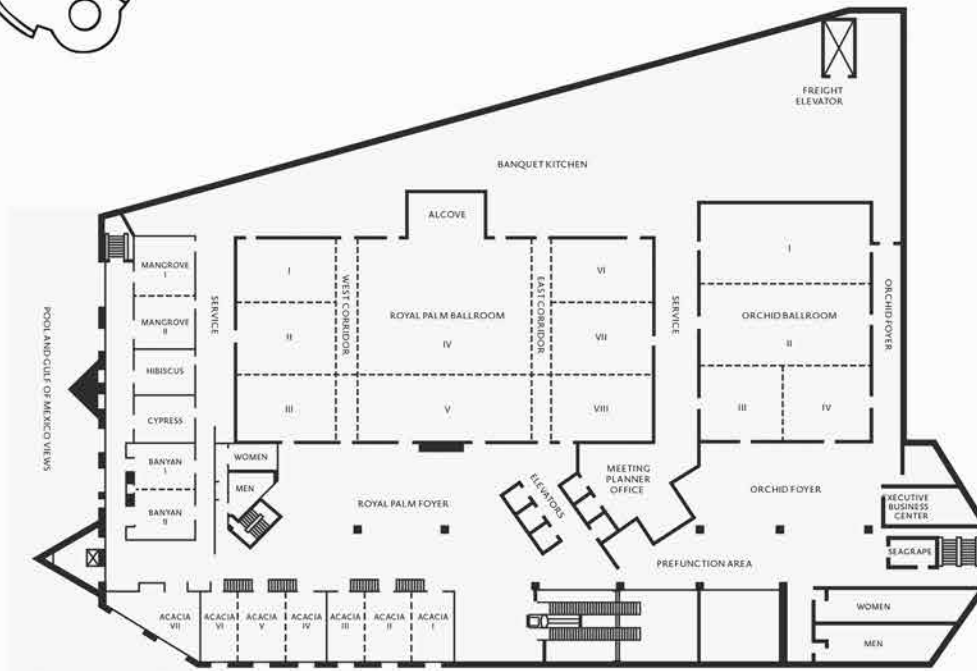 FREIGHT
ELEVATOR
BANQUET KITCHEN
ALCOVE
MANGROVE
I
MANGROVE
II
HIBISCUS
CYPRESS
BANYAN
I
BANYAN
II
POOL AND GULF OF MEXICO VIEWS
SERVICE
I
II
III
WEST CORRIDOR
ROYAL PALM BALLROOM
IV
V
EAST CORRIDOR
VI
VII
VIII
SERVICE
I
ORCHID BALLROOM
II
III
IV
ORCHID FOYER
WOMEN
MEN
ROYAL PALM FOYER
ELEVATORS
MEETING
PLANNER
OFFICE
ORCHID FOYER
EXECUTIVE
BUSINESS
CENTER
SEAGRAPE
PREFUNCTION AREA
ACACIA
VII
ACACIA
VI
ACACIA
V
ACACIA
IV
ACACIA
III
ACACIA
II
ACACIA
I
WOMEN
MEN